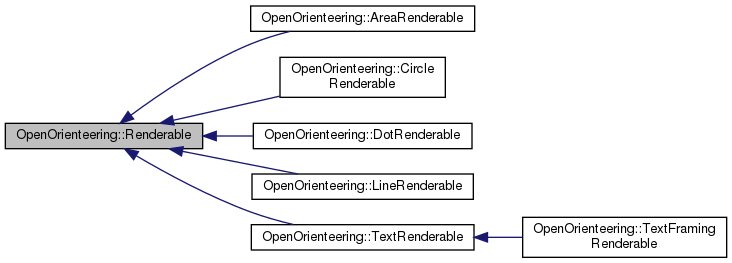 OpenOrienteering::AreaRenderable
OpenOrienteering::Circle
Renderable
OpenOrienteering::Renderable
OpenOrienteering::DotRenderable
OpenOrienteering::LineRenderable
OpenOrienteering::TextRenderable
OpenOrienteering::TextFraming
Renderable